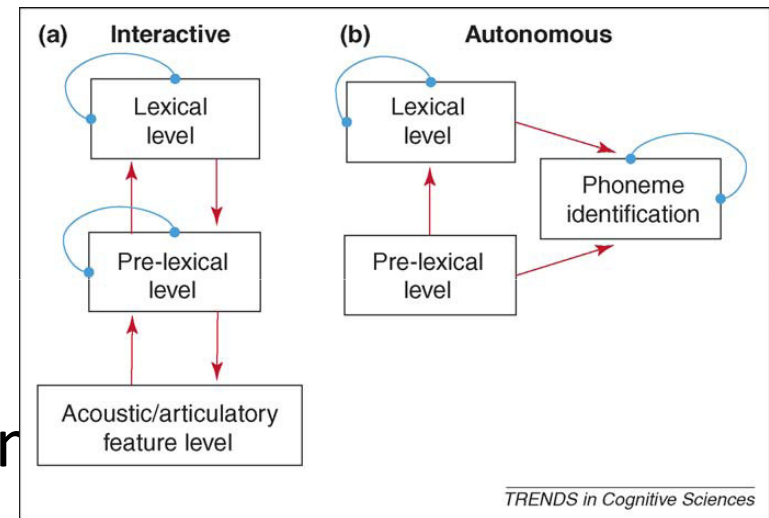 (a) Interactive
Lexical
level
Pre-lexical
level
Acoustic/articulatory
feature level
(b) Autonomous
Lexical
level
Phoneme
identification
Pre-lexical
level
TRENDS in Cognitive Sciences